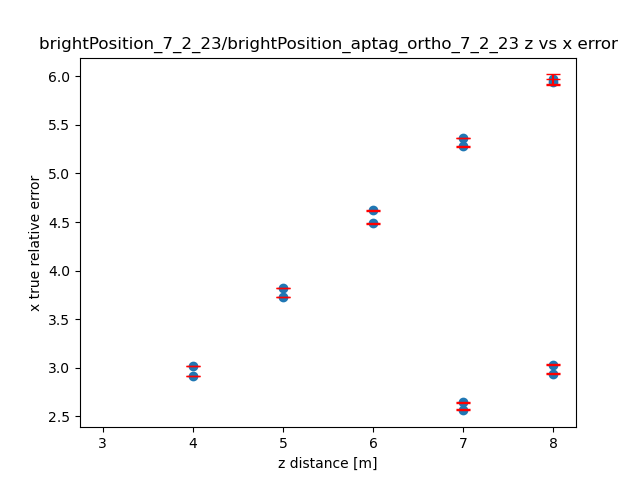 brightPosition_7_2_23/brightPosition_aptag_ortho_7_2_23 z vs x error
6.0
5.5
5.0
4.5
4.0
3.5
3.0
2.5
x true relative error
3 4 5 6 7 8
z distance [m]